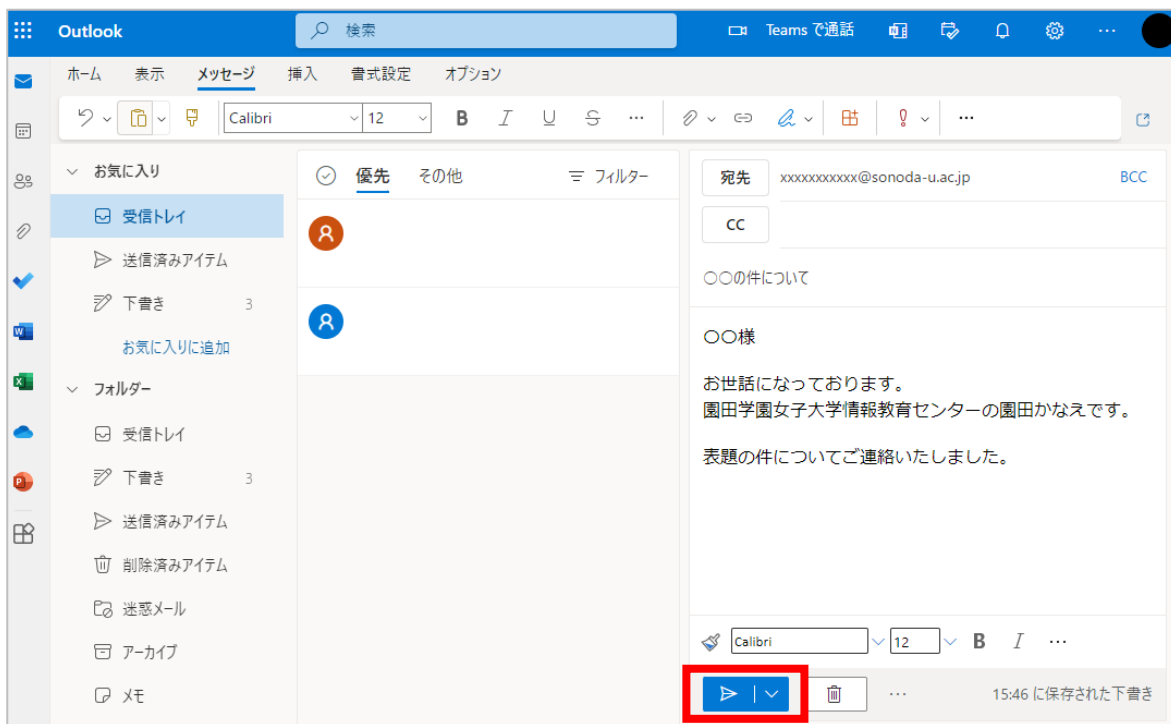 Outlook
検索
Teams で通話
ホーム 表示 メッセージ 挿入 書式設定 オプション
Calibri 12 B I U S ...
お気に入り
受信トレイ
送信済みアイテム
下書き 3
お気に入りに追加
フォルダー
受信トレイ
下書き 3
送信済みアイテム
削除済みアイテム
迷惑メール
アーカイブ
メモ
優先 その他 フィルター
宛先 xxxxxxxxxxx@sonoda-u.ac.jp BCC
CC
〇〇の件について
〇〇様
お世話になっております。
園田学園女子大学情報教育センターの園田かなえです。
表題の件についてご連絡いたしました。
Calibri 12 B I ...
15:46 に保存された下書き